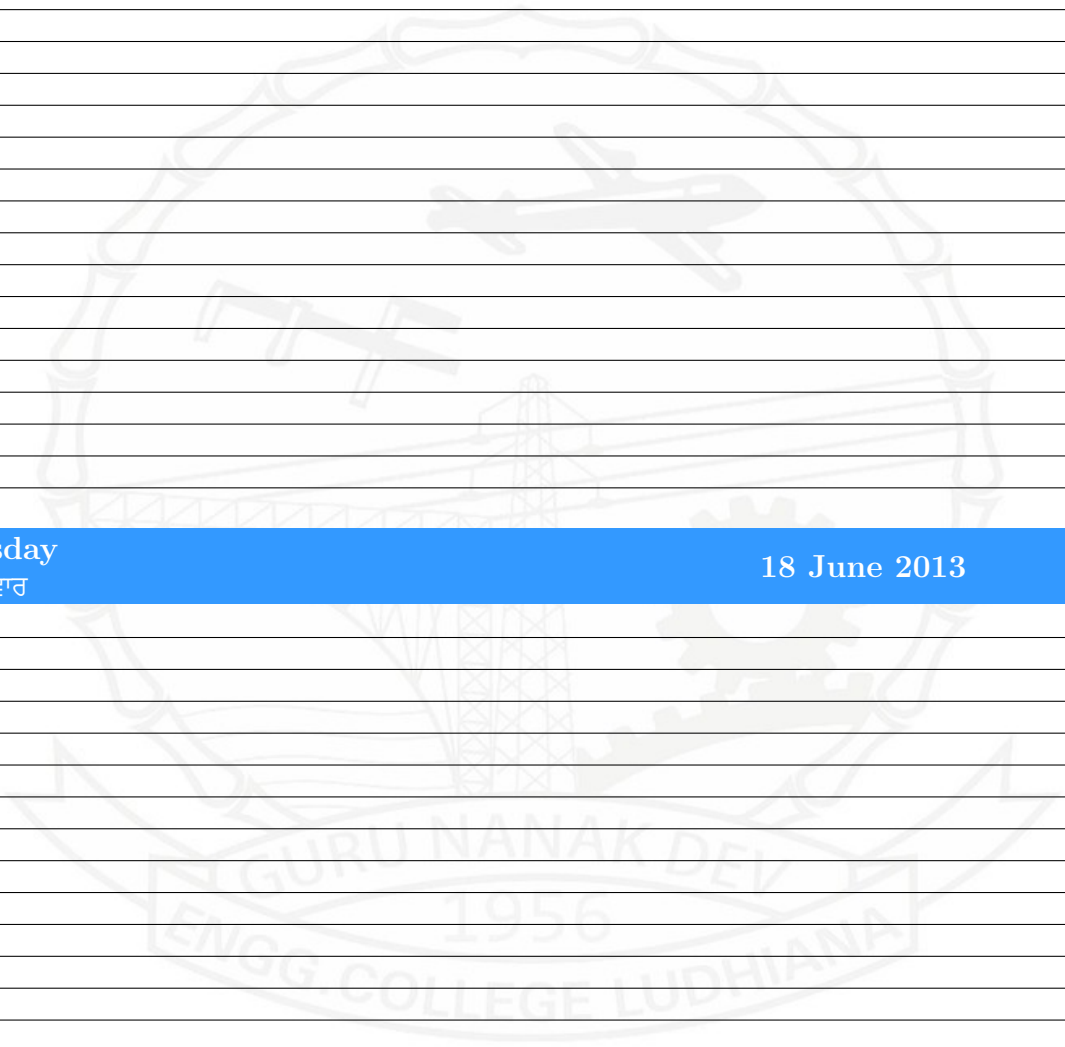 sday
ਵਾਰ
18 June 2013
GURU NANAK DEV
1956
ENGG. COLLEGE LUDHIANA